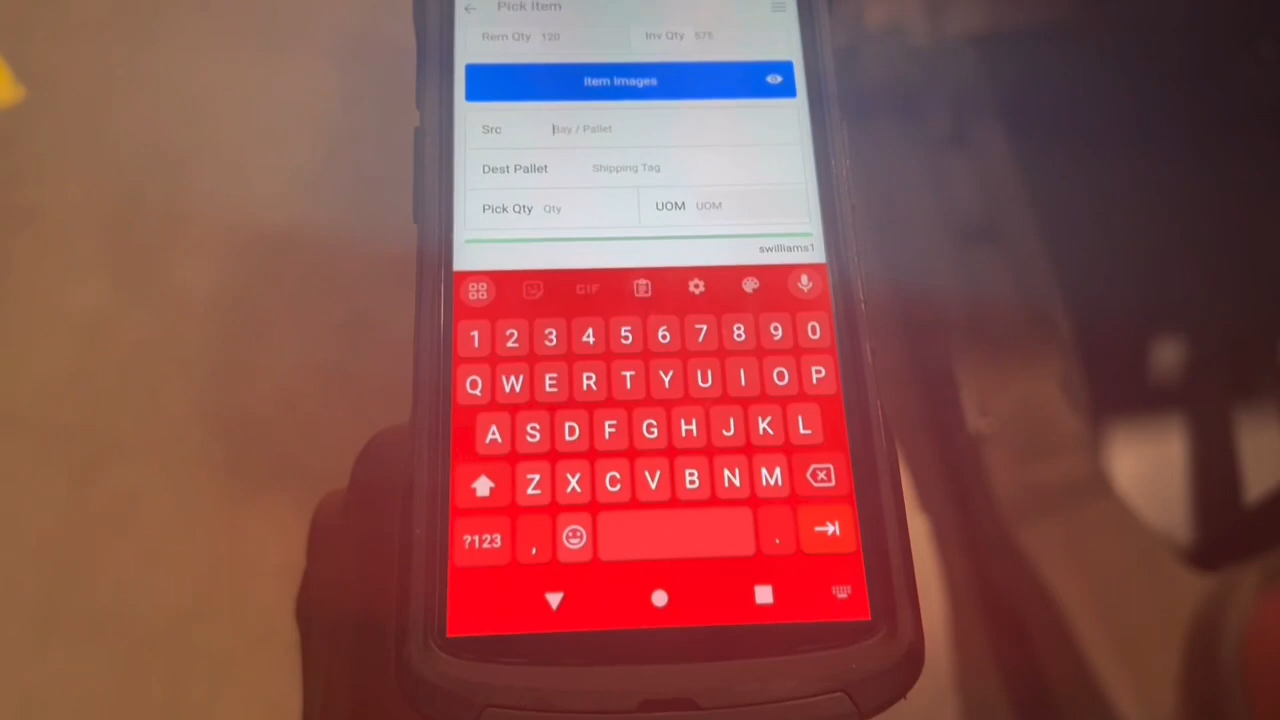 Pick Item
Rem Qty 120 Inv Qty 575
Item Images
Src Bay / Pallet
Dest Pallet Shipping Tag
Pick Qty Qty UOM UOM
swilliams1
GIF
1 2 3 4 5 6 7 8 9 0
Q W E R T Y U I O P
A S D F G H J K L
Z X C V B N M
?123 , .